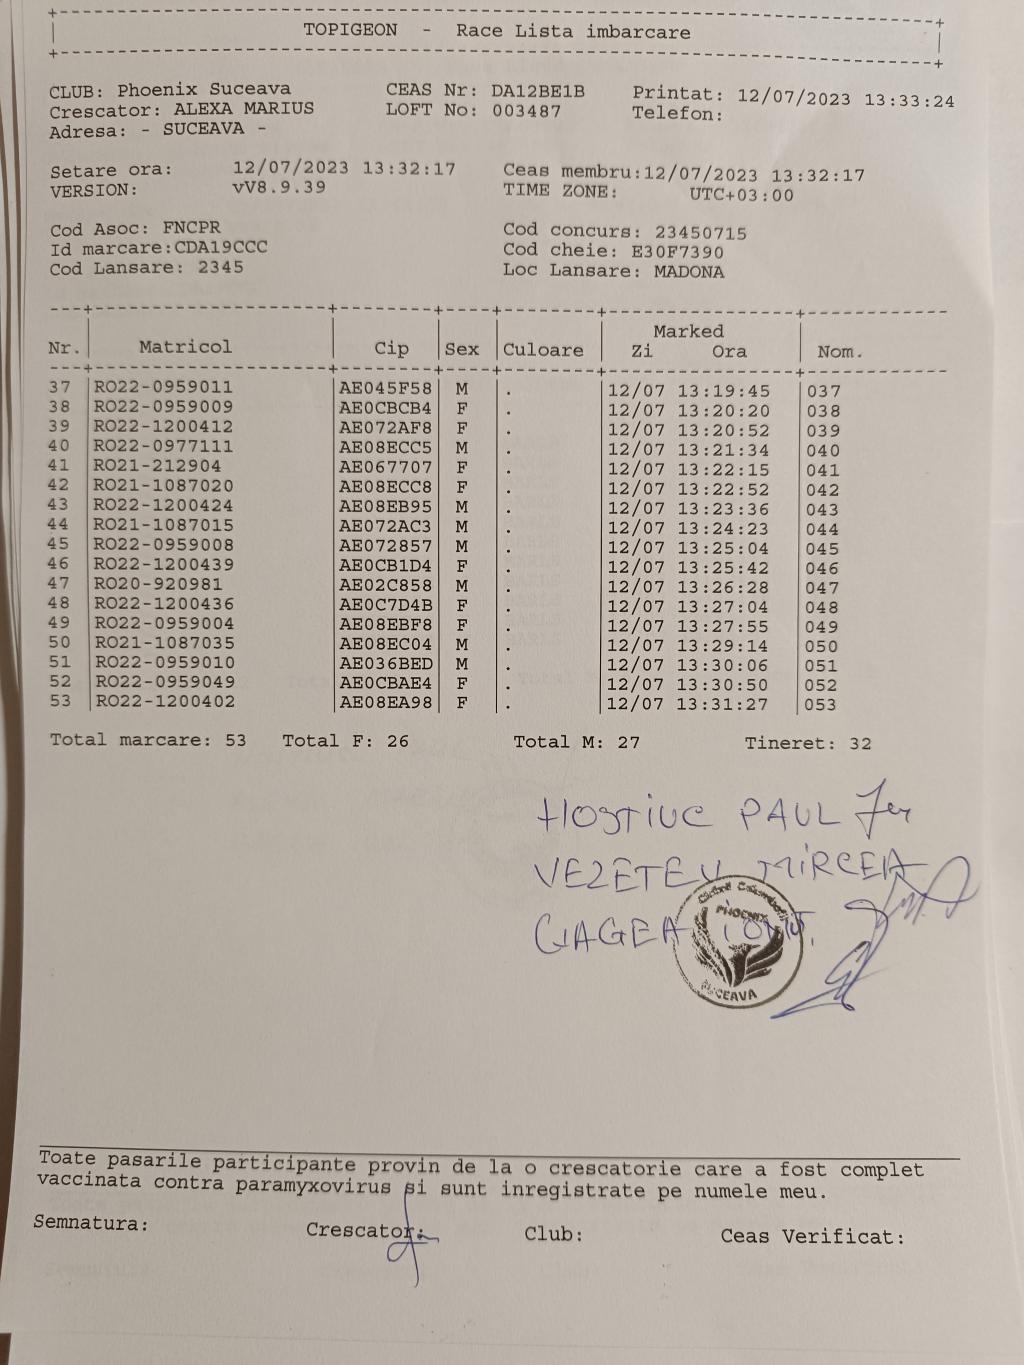 TOPIGEON - Race Lista imbarcare
CLUB: Phoenix Suceava CEAS Nr: DA12BE1B Printat: 12/07/2023 13:33:24
Crescator: ALEXA MARIUS LOFT No: 003487 Telefon:
Adresa: - SUCEAVA -
Setare ora: 12/07/2023 13:32:17 Ceas membru:12/07/2023 13:32:17
VERSION: vV8.9.39 TIME ZONE: UTC+03:00
Cod Asoc: FNCPR Cod concurs: 23450715
Id marcare:CDA19CCC Cod cheie: E30F7390
Cod Lansare: 2345 Loc Lansare: MADONA
Marked
Nr. Matricol Cip Sex Culoare Zi Ora Nom.
37 RO22-0959011 AE045F58 M . 12/07 13:19:45 037
38 RO22-0959009 AE0CBCB4 F . 12/07 13:20:20 038
39 RO22-1200412 AE072AF8 F . 12/07 13:20:52 039
40 RO22-0977111 AE08ECC5 M . 12/07 13:21:34 040
41 RO21-212904 AE067707 F . 12/07 13:22:15 041
42 RO21-1087020 AE08ECC8 F . 12/07 13:22:52 042
43 RO22-1200424 AE08EB95 M . 12/07 13:23:36 043
44 RO21-1087015 AE072AC3 M . 12/07 13:24:23 044
45 RO22-0959008 AE072857 M . 12/07 13:25:04 045
46 RO22-1200439 AE0CB1D4 F . 12/07 13:25:42 046
47 RO20-920981 AE02C858 M . 12/07 13:26:28 047
48 RO22-1200436 AE0C7D4B F . 12/07 13:27:04 048
49 RO22-0959004 AE08EBF8 F . 12/07 13:27:55 049
50 RO21-1087035 AE08EC04 M . 12/07 13:29:14 050
51 RO22-0959010 AE036BED M . 12/07 13:30:06 051
52 RO22-0959049 AE0CBAE4 F . 12/07 13:30:50 052
53 RO22-1200402 AE08EA98 F . 12/07 13:31:27 053
Total marcare: 53 Total F: 26 Total M: 27 Tineret: 32
HOSTIUC PAUL
VEZETEU MIRCEA
GAGEA IONUT.
PHOENIX
SUCEAVA
Toate pasarile participante provin de la o crescatorie care a fost complet
vaccinata contra paramyxovirus si sunt inregistrate pe numele meu.
Semnatura: Crescator: Club: Ceas Verificat: